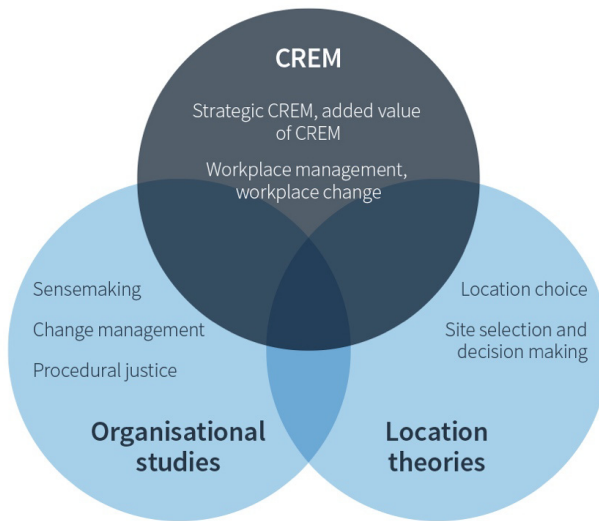 CREM
Strategic CREM, added value
of CREM
Workplace management,
workplace change
Sensemaking
Change management
Procedural justice
Organisational
studies
Location choice
Site selection and
decision making
Location
theories